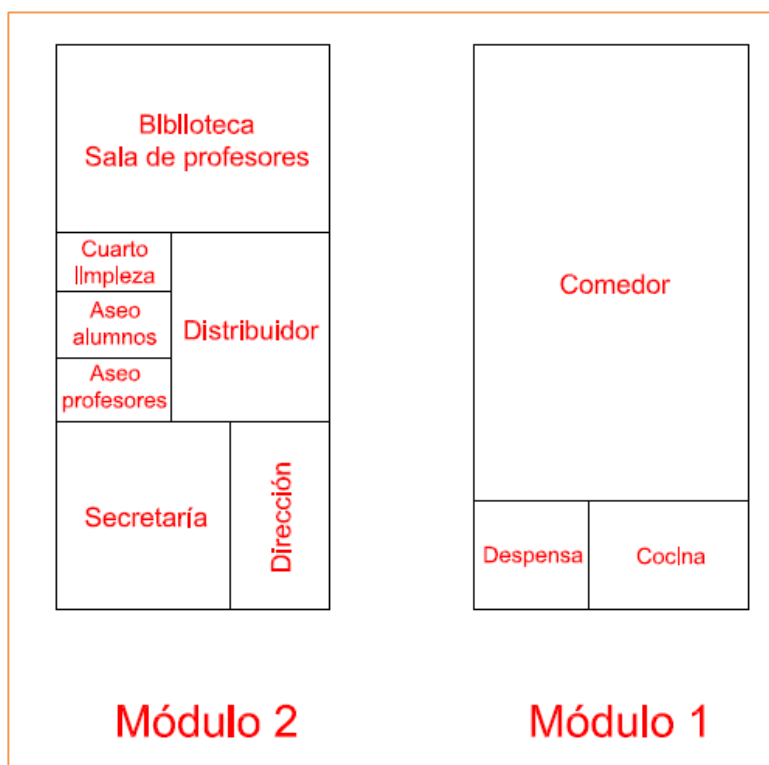 Biblioteca
Sala de profesores
Cuarto
limpieza
Aseo
alumnos
Distribuidor
Aseo
profesores
Secretaría
Dirección
Módulo 2
Comedor
Despensa
Cocina
Módulo 1